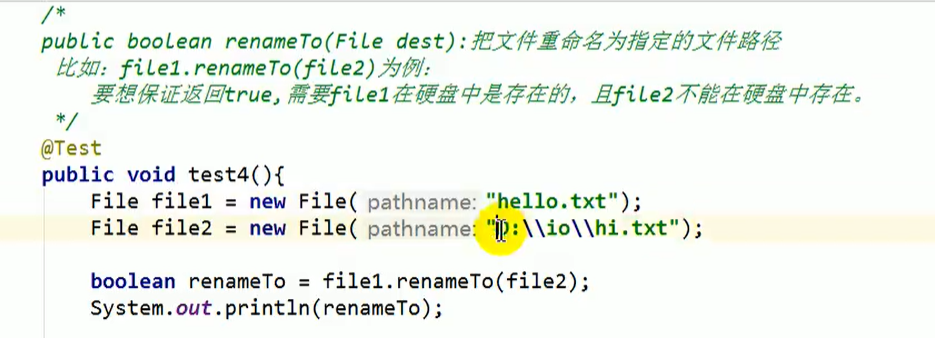 /*
public boolean renameTo(File dest):把文件重命名为指定的文件路径
比如：file1.renameTo(file2)为例：
要想保证返回true,需要file1在硬盘中是存在的，且file2不能在硬盘中存在。
*/
@Test
public void test4(){
File file1 = new File( pathname: "hello.txt");
File file2 = new File( pathname: "D:\\io\\hi.txt");
boolean renameTo = file1.renameTo(file2);
System.out.println(renameTo);